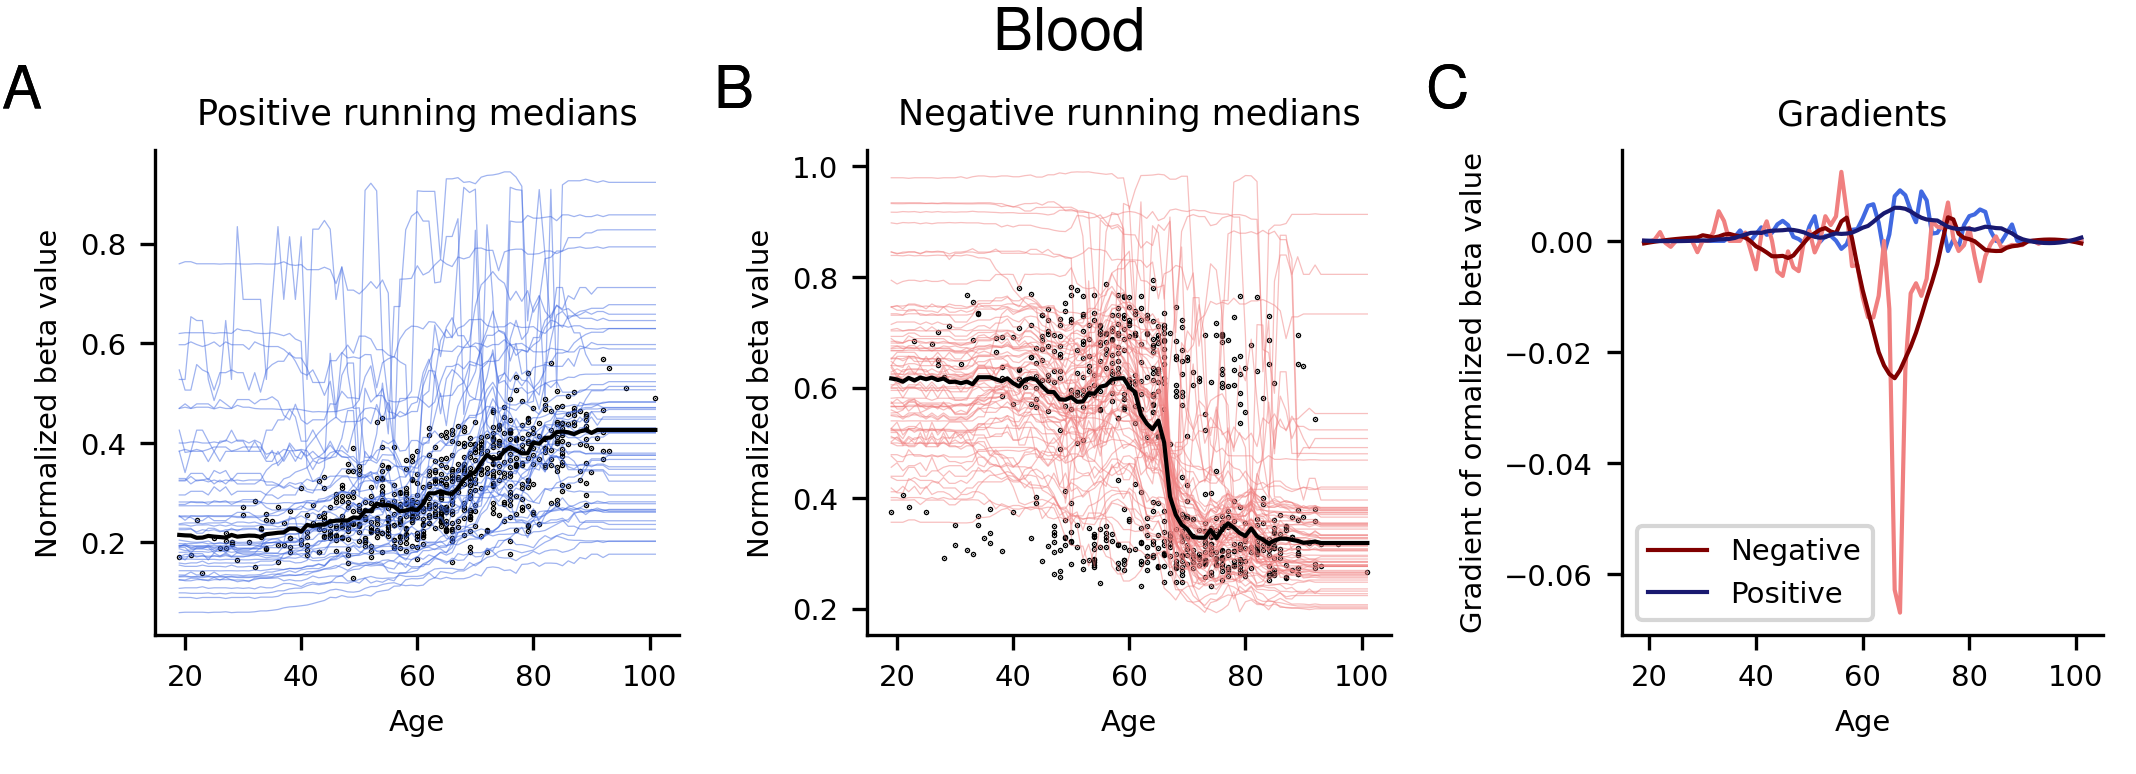 Blood
A
Positive running medians
Normalized beta value
0.8
0.6
0.4
0.2
20 40 60 80 100
Age
B
Negative running medians
Normalized beta value
1.0
0.8
0.6
0.4
0.2
20 40 60 80 100
Age
C
Gradients
Gradient of ormalized beta value
0.00
−0.02
−0.04
−0.06
Negative
Positive
20 40 60 80 100
Age